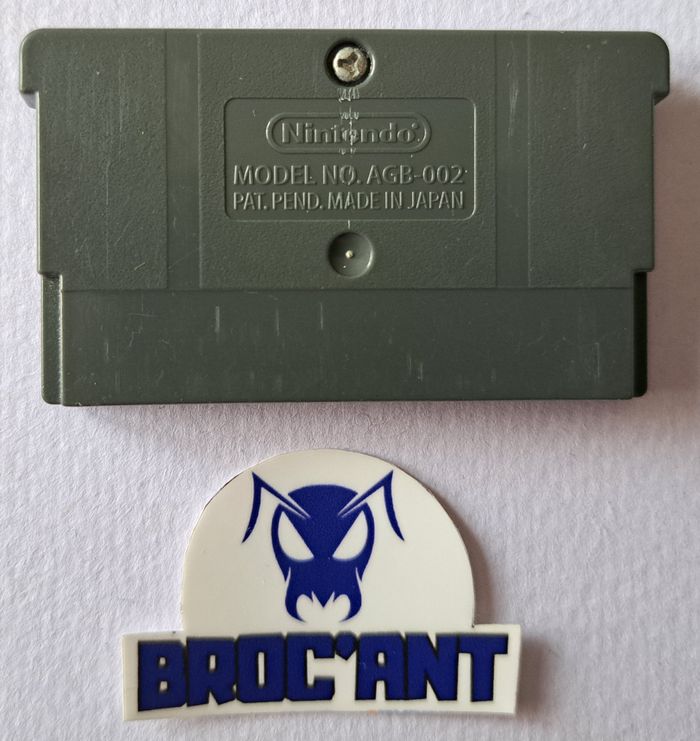 Nintendo
MODEL NO. AGB-002
PAT. PEND. MADE IN JAPAN
BROC'ANT